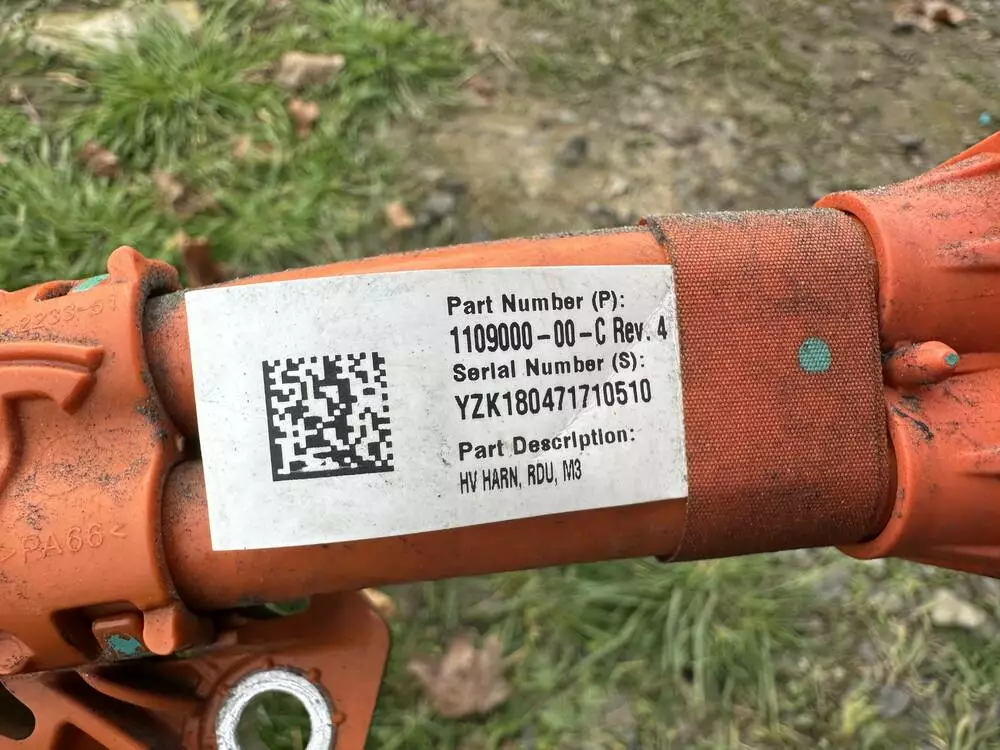 Part Number (P):
1109000-00-C Rev. 4
Serial Number (S):
YZK180471710510
Part Description:
HV HARN, RDU, M3
>PA66<